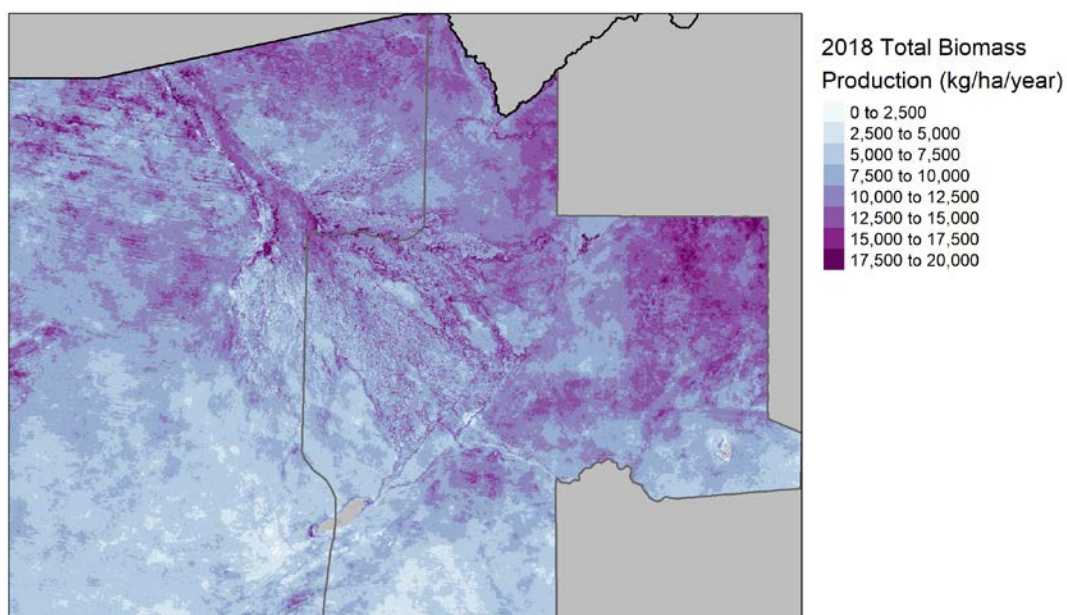 2018 Total Biomass
Production (kg/ha/year)
0 to 2,500
2,500 to 5,000
5,000 to 7,500
7,500 to 10,000
10,000 to 12,500
12,500 to 15,000
15,000 to 17,500
17,500 to 20,000